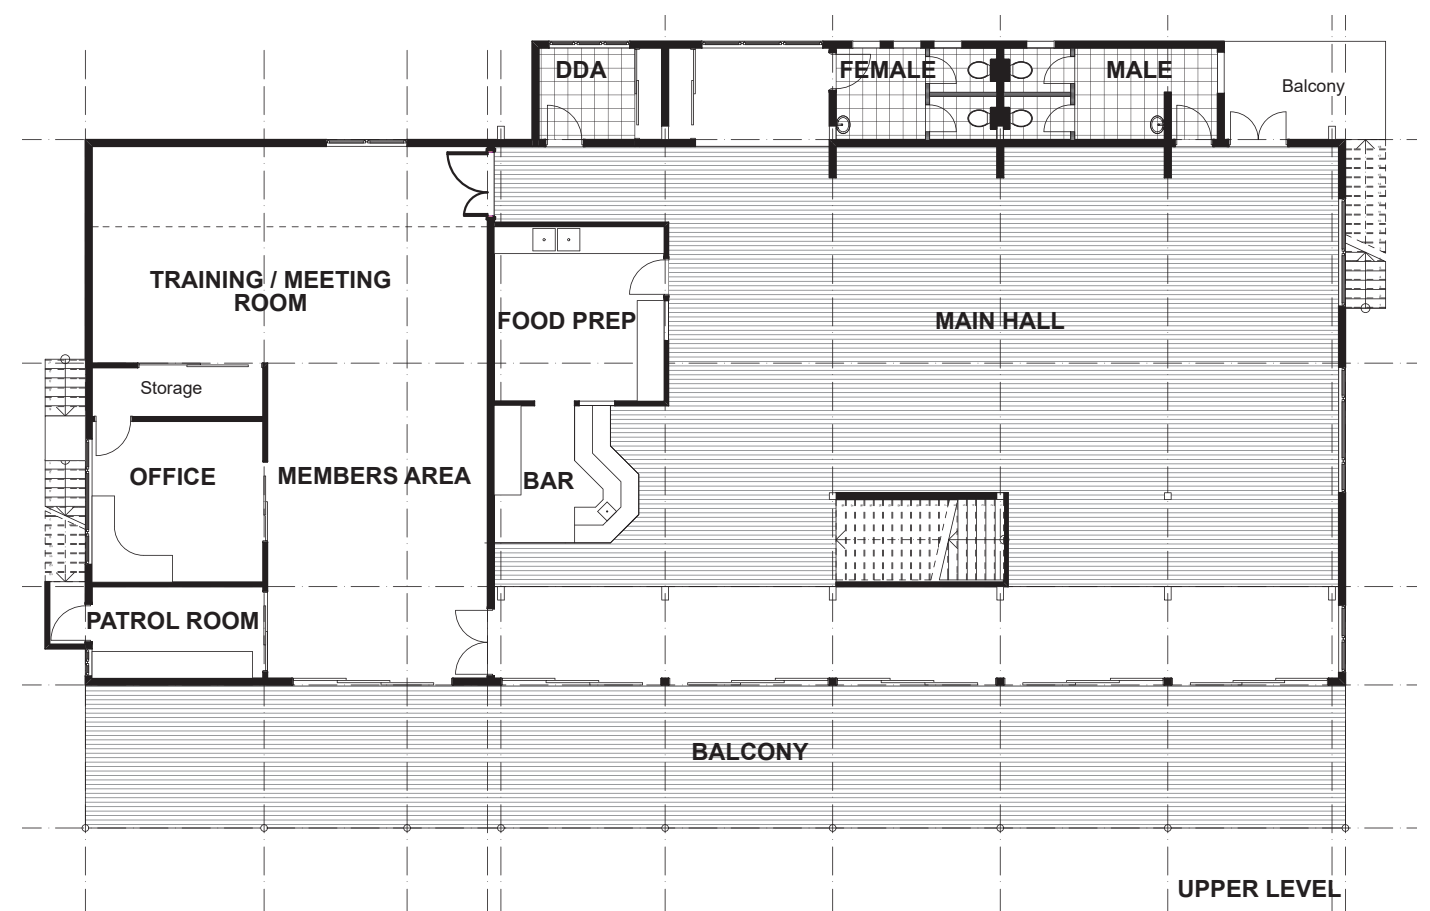 DDA
FEMALE
MALE
Balcony
TRAINING / MEETING
ROOM
FOOD PREP
MAIN HALL
Storage
OFFICE
MEMBERS AREA
BAR
PATROL ROOM
BALCONY
UPPER LEVEL